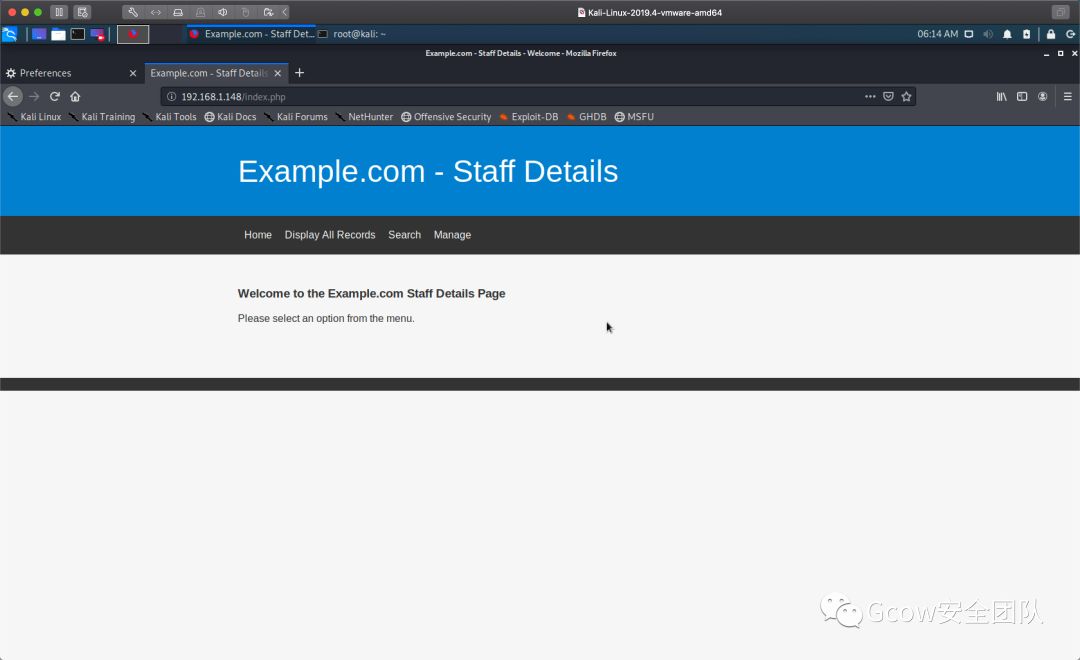 Kali-Linux-2019.4-vmware-amd64
Example.com - Staff Det...
root@kali: ~
06:14 AM
Example.com - Staff Details - Welcome - Mozilla Firefox
Preferences
Example.com - Staff Details
192.168.1.148/index.php
Kali Linux
Kali Training
Kali Tools
Kali Docs
Kali Forums
NetHunter
Offensive Security
Exploit-DB
GHDB
MSFU
Example.com - Staff Details
Home
Display All Records
Search
Manage
Welcome to the Example.com Staff Details Page
Please select an option from the menu.
Gcow安全团队